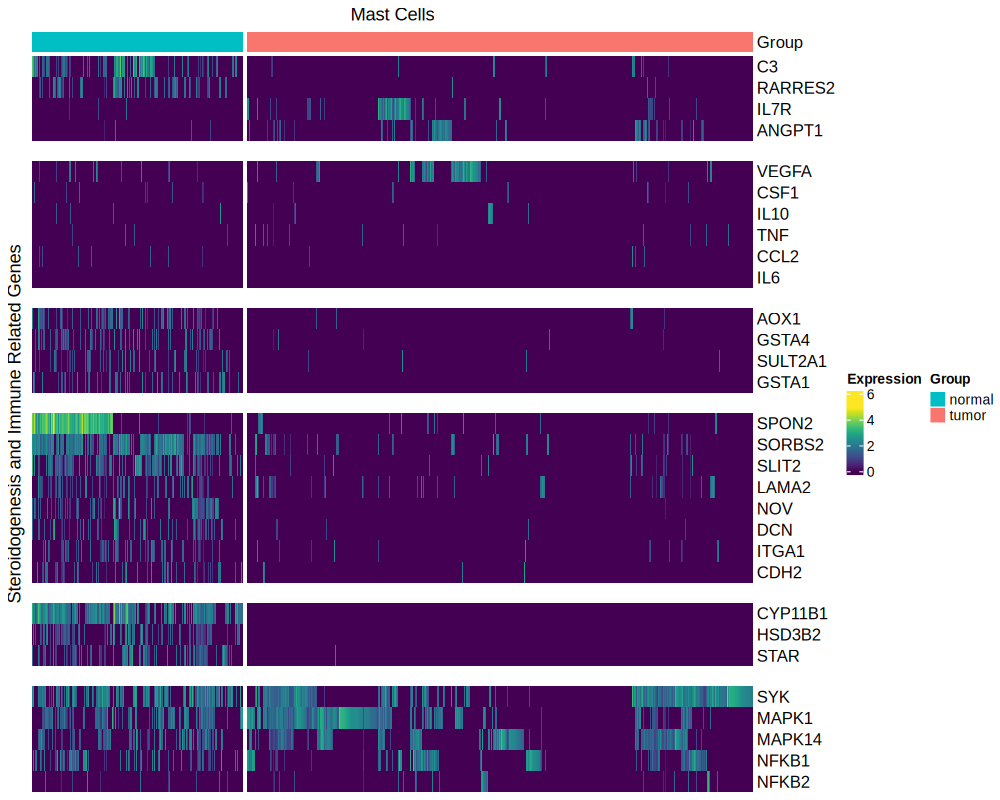 Mast Cells
Group
C3
RARRES2
IL7R
ANGPT1
VEGFA
CSF1
IL10
TNF
CCL2
IL6
AOX1
GSTA4
SULT2A1
GSTA1
SPON2
SORBS2
SLIT2
LAMA2
NOV
DCN
ITGA1
CDH2
CYP11B1
HSD3B2
STAR
SYK
MAPK1
MAPK14
NFKB1
NFKB2
Steroidogenesis and Immune Related Genes
Expression
6
4
2
0
Group
normal
tumor